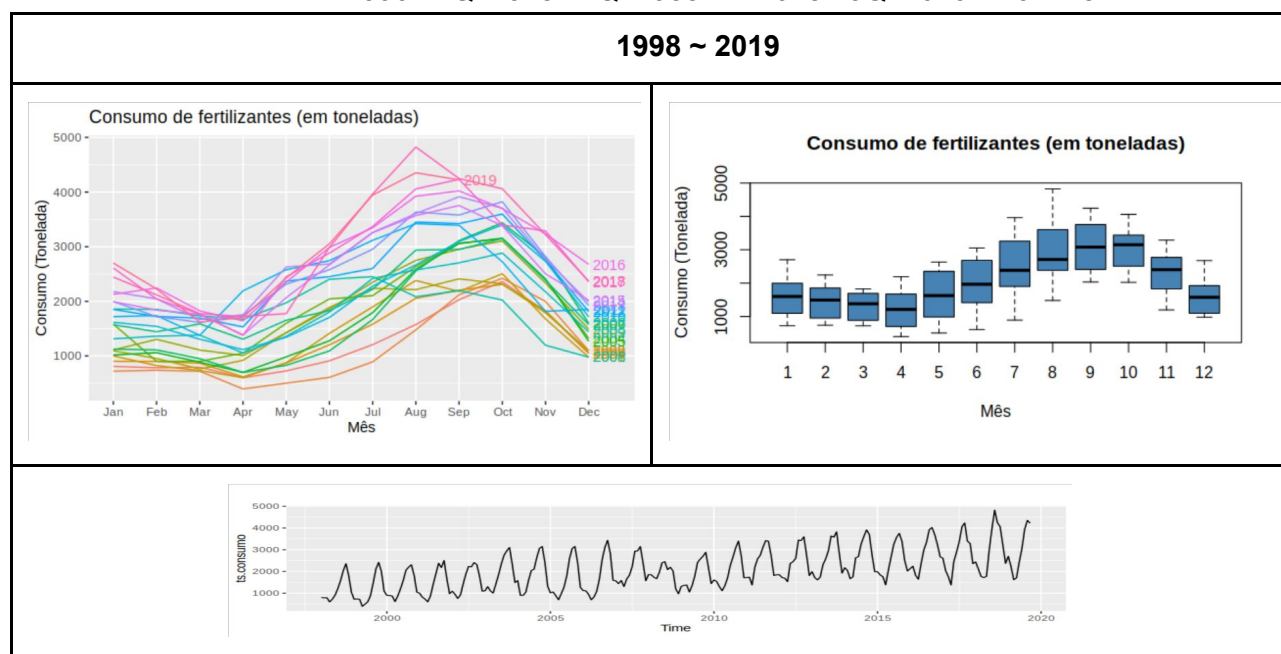 1998 ~ 2019
Consumo de fertilizantes (em toneladas)
Consumo (Tonelada)
5000
4000
3000
2000
1000
2019
2016
2018
2017
Jan Feb Mar Apr May Jun Jul Aug Sep Oct Nov Dec
Mês
Consumo de fertilizantes (em toneladas)
Consumo (Tonelada)
5000
3000
1000
1 2 3 4 5 6 7 8 9 10 11 12
Mês
ts.consumo
5000
4000
3000
2000
1000
2000 2005 2010 2015 2020
Time